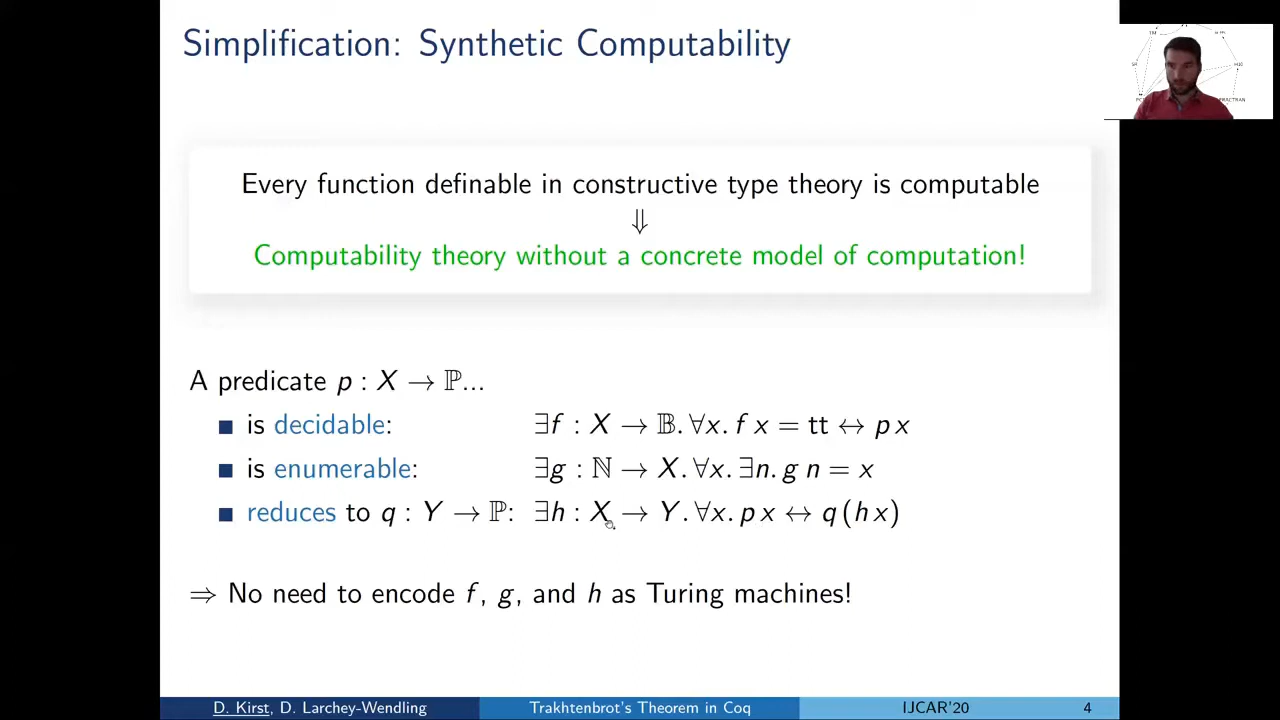 Simplification: Synthetic Computability
Every function definable in constructive type theory is computable
⇓
Computability theory without a concrete model of computation!
A predicate p : X → ℙ...
■ is decidable: ∃f : X → 𝔹. ∀x. f x = tt ↔ p x
■ is enumerable: ∃g : ℕ → X. ∀x. ∃n. g n = x
■ reduces to q : Y → ℙ: ∃h : X → Y. ∀x. p x ↔ q (h x)
⇒ No need to encode f, g, and h as Turing machines!
D. Kirst, D. Larchey-Wendling Trakhtenbrot's Theorem in Coq IJCAR'20 4
TM